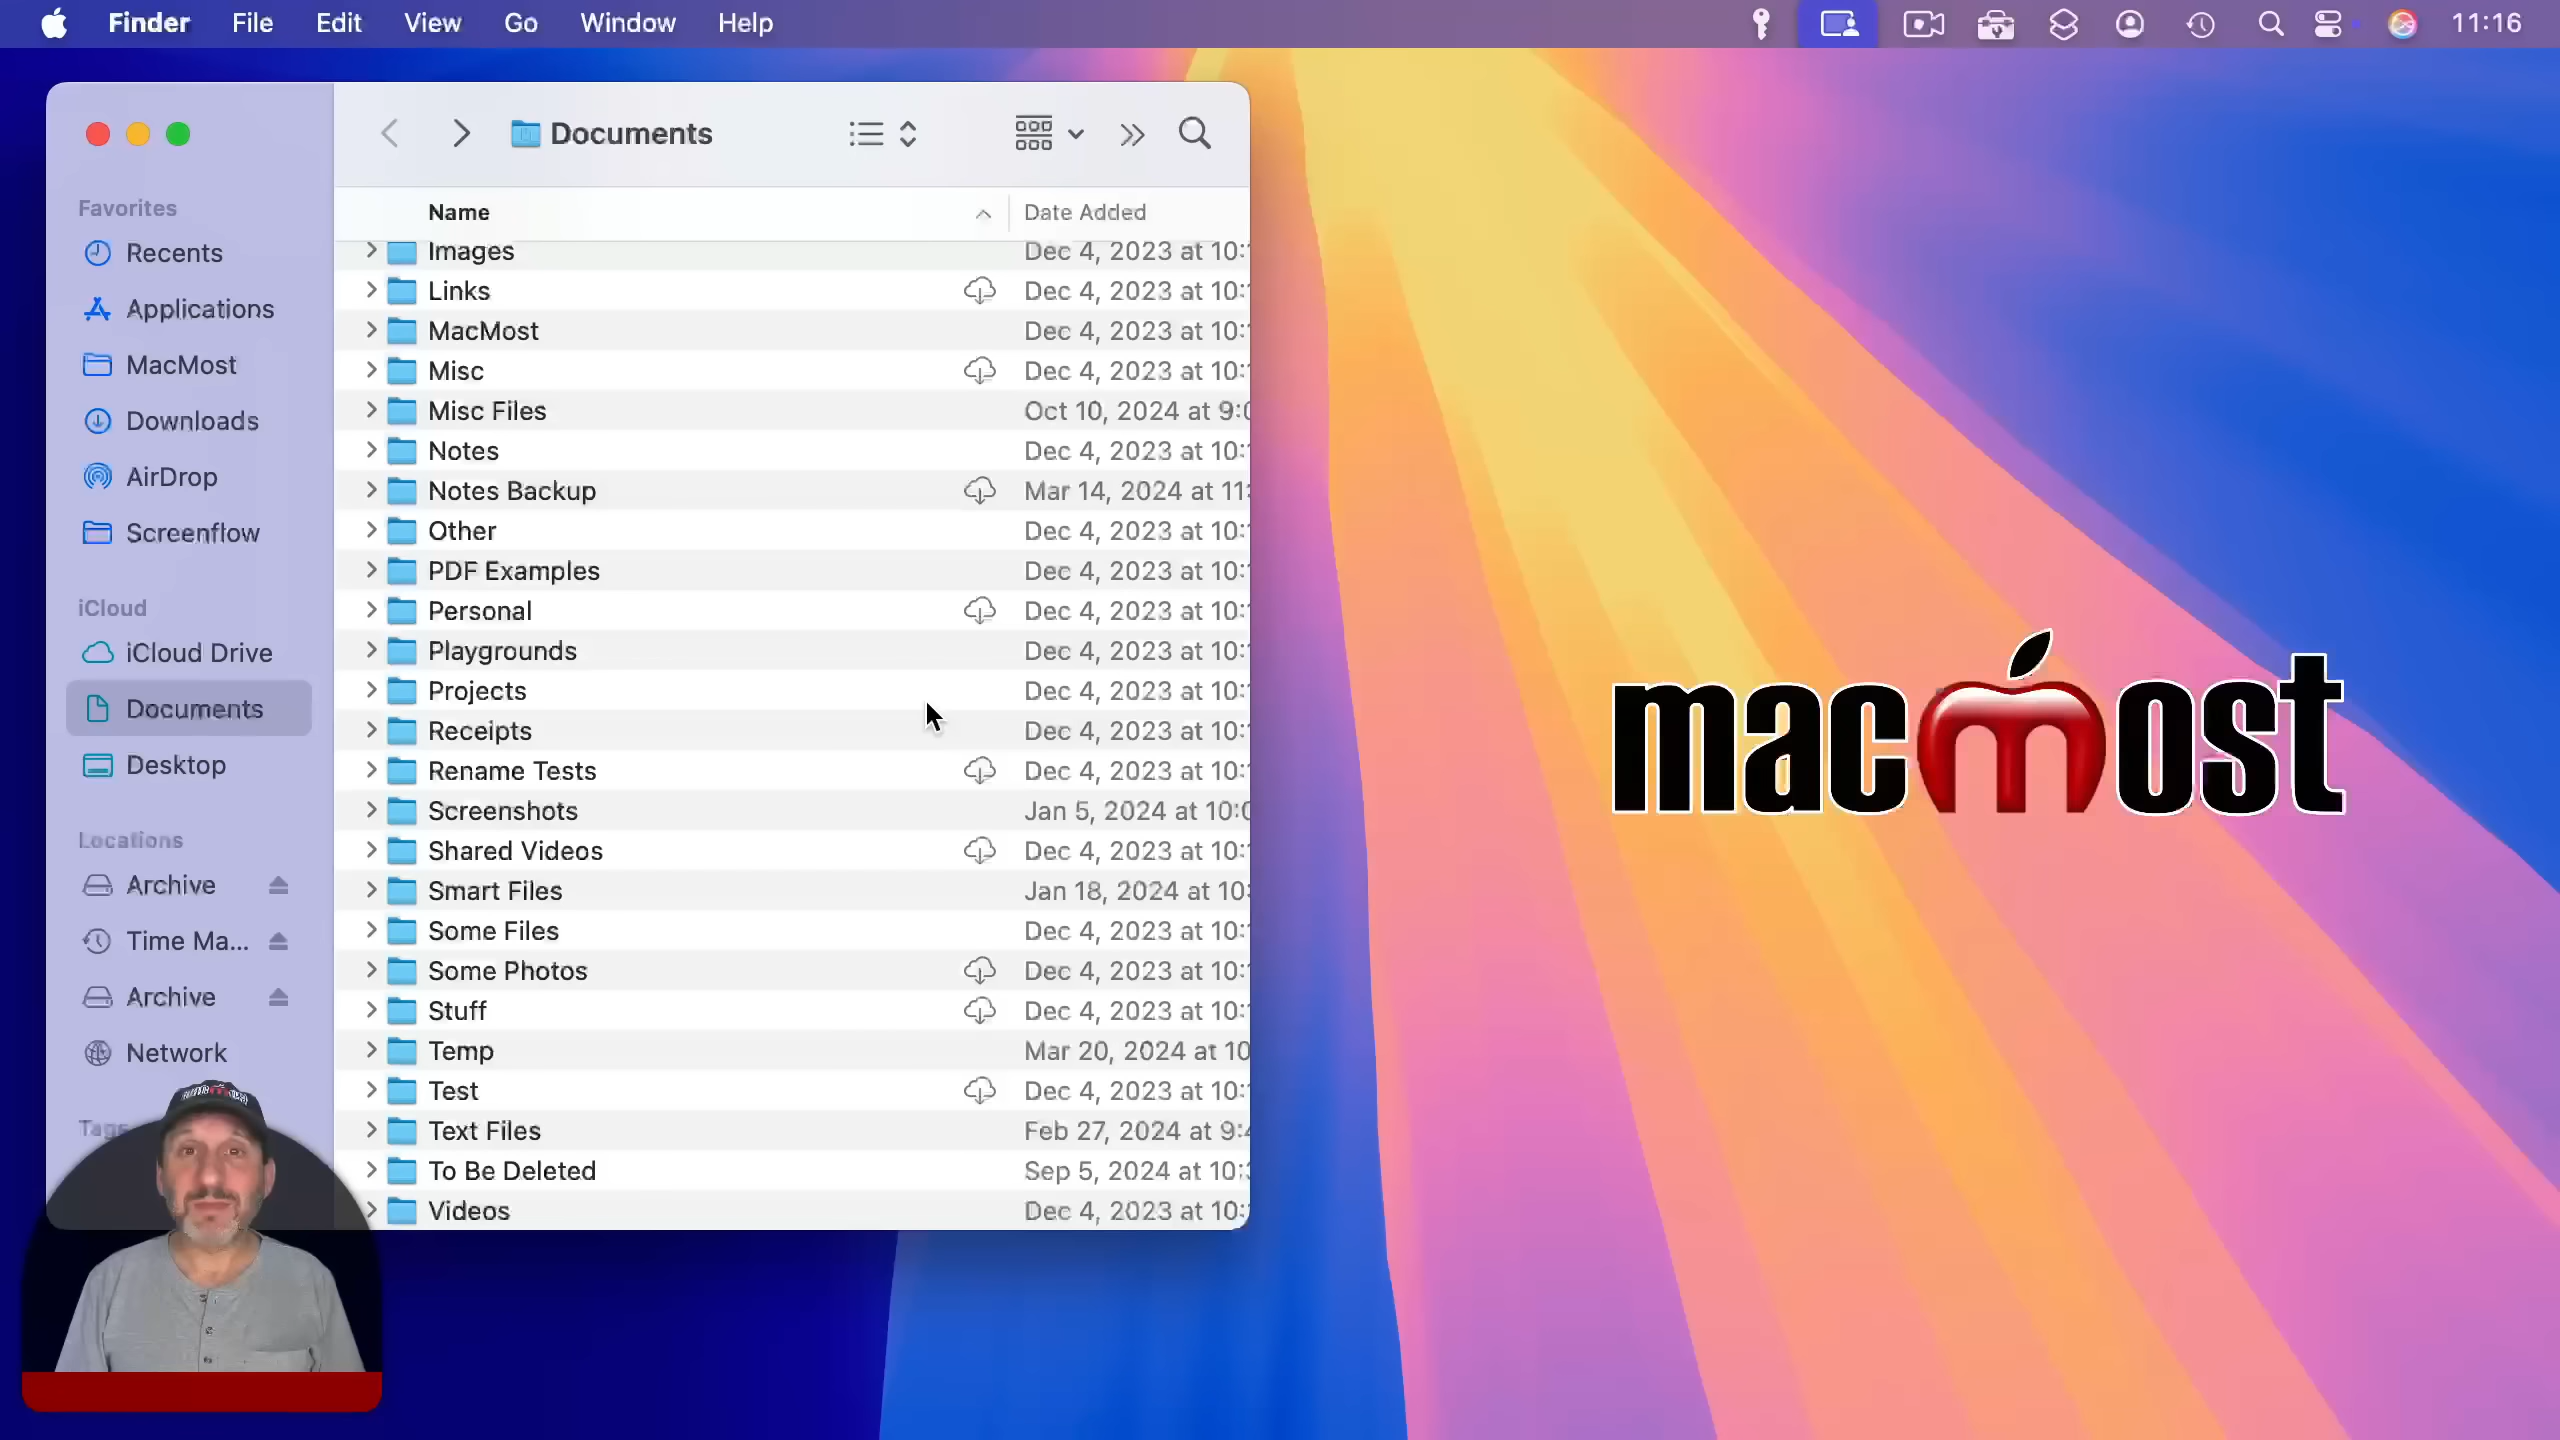 Finder File Edit View Go Window Help 11:16
Documents
Favorites
Recents
Applications
MacMost
Downloads
AirDrop
Screenflow
iCloud
iCloud Drive
Documents
Desktop
Locations
Archive
Time Ma...
Archive
Network
Tags
Name Date Added
Images Dec 4, 2023 at 10:
Links Dec 4, 2023 at 10:
MacMost Dec 4, 2023 at 10:
Misc Dec 4, 2023 at 10:
Misc Files Oct 10, 2024 at 9:0
Notes Dec 4, 2023 at 10:
Notes Backup Mar 14, 2024 at 11:
Other Dec 4, 2023 at 10:
PDF Examples Dec 4, 2023 at 10:
Personal Dec 4, 2023 at 10:
Playgrounds Dec 4, 2023 at 10:
Projects Dec 4, 2023 at 10:
Receipts Dec 4, 2023 at 10:
Rename Tests Dec 4, 2023 at 10:
Screenshots Jan 5, 2024 at 10:0
Shared Videos Dec 4, 2023 at 10:
Smart Files Jan 18, 2024 at 10:
Some Files Dec 4, 2023 at 10:
Some Photos Dec 4, 2023 at 10:
Stuff Dec 4, 2023 at 10:
Temp Mar 20, 2024 at 10
Test Dec 4, 2023 at 10:
Text Files Feb 27, 2024 at 9:4
To Be Deleted Sep 5, 2024 at 10:
Videos Dec 4, 2023 at 10:
macmost